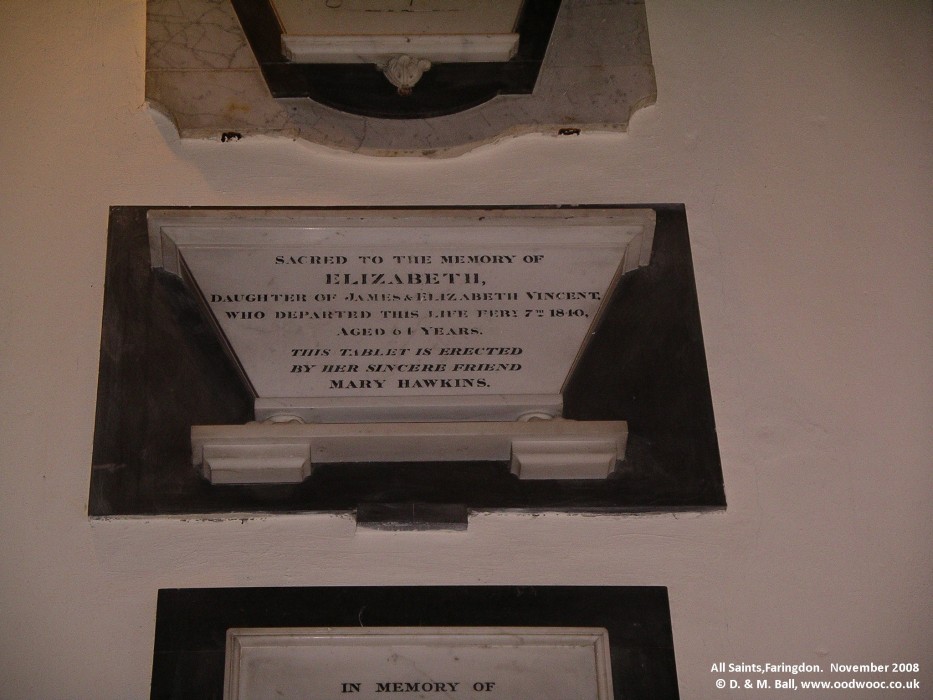 SACRED TO THE MEMORY OF
ELIZABETH,
DAUGHTER OF JAMES & ELIZABETH VINCENT,
WHO DEPARTED THIS LIFE FEBY 7TH 1840,
AGED 64 YEARS.
THIS TABLET IS ERECTED
BY HER SINCERE FRIEND
MARY HAWKINS.
IN MEMORY OF
All Saints,Faringdon. November 2008
© D. & M. Ball, www.oodwooc.co.uk